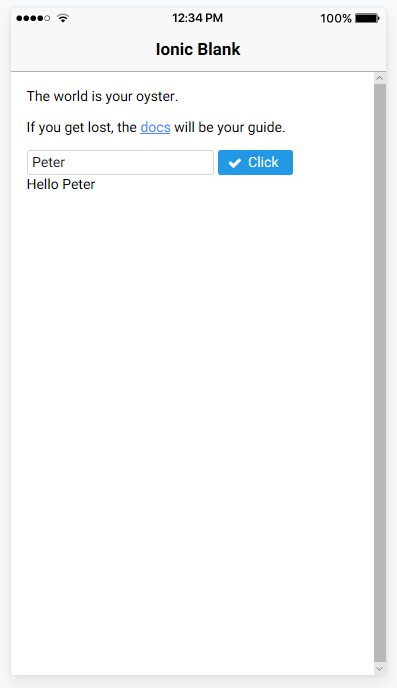 12:34 PM
100%
Ionic Blank
The world is your oyster.
If you get lost, the docs will be your guide.
Peter
Click
Hello Peter